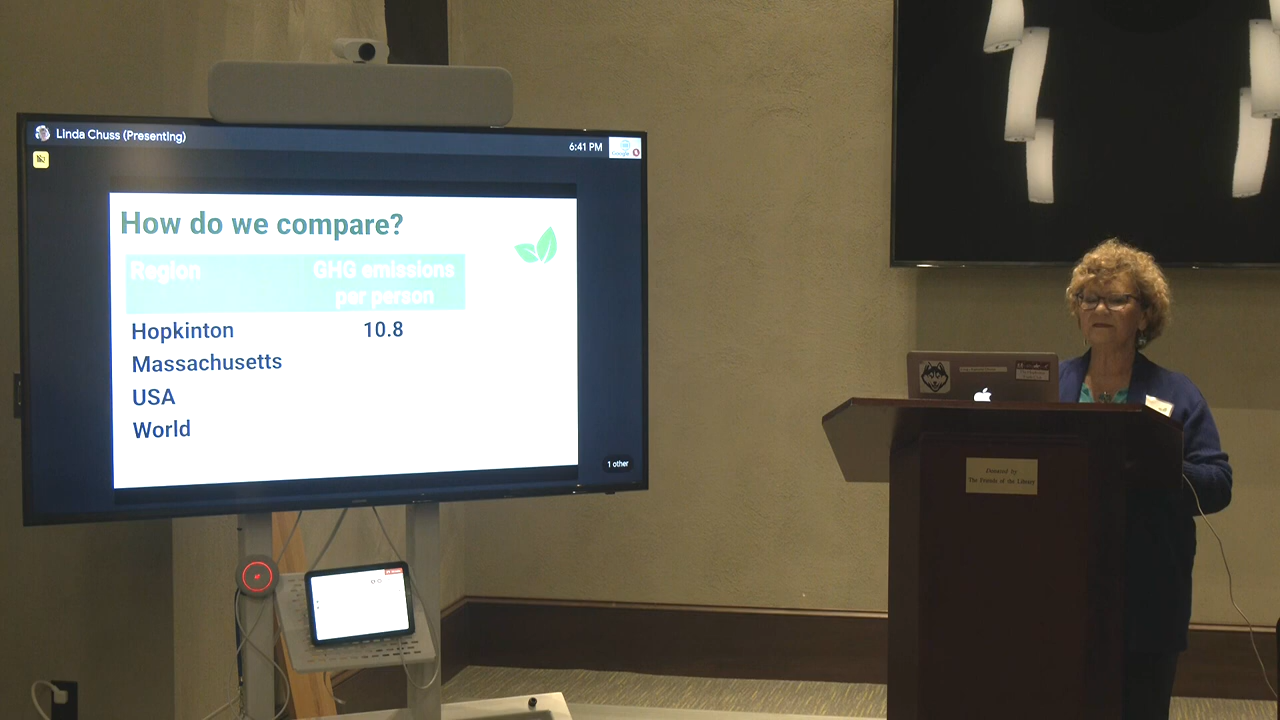 Linda Chuss (Presenting)
6:41 PM
How do we compare?
Region GHG emissions
per person
Hopkinton 10.8
Massachusetts
USA
World
1 other
Donated by
The Friends of the Library